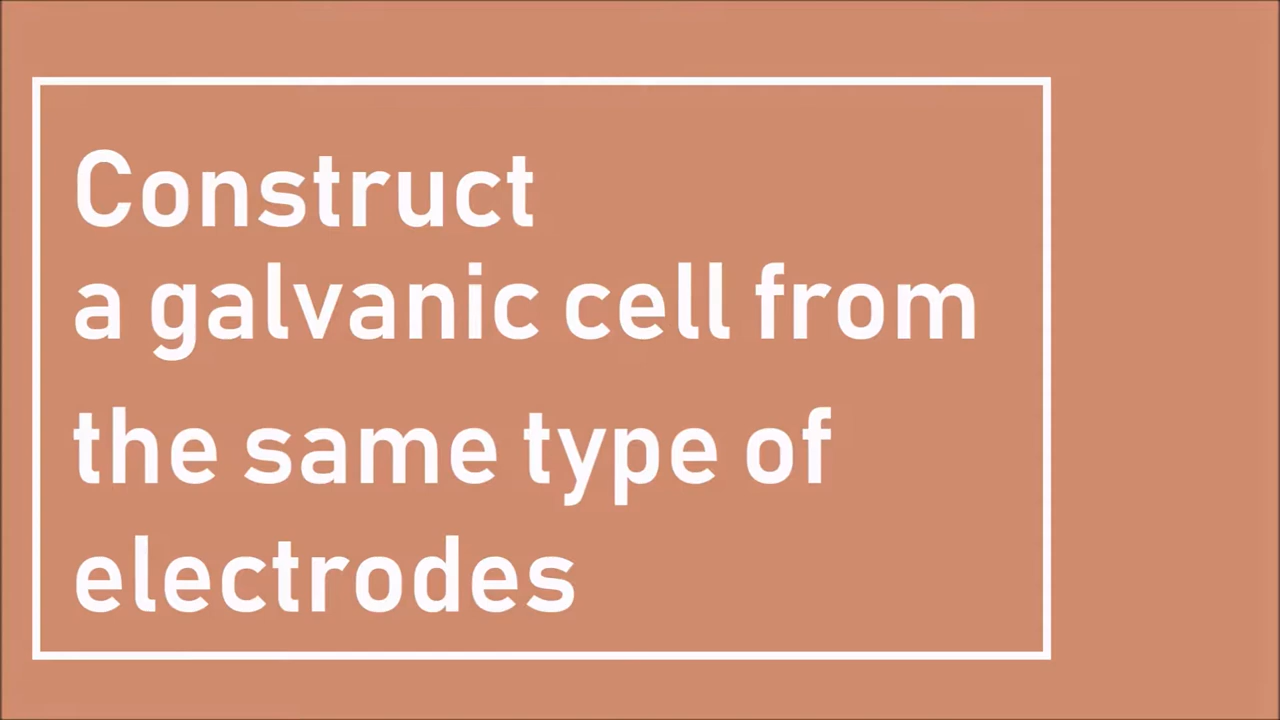 Construct
a galvanic cell from
the same type of
electrodes